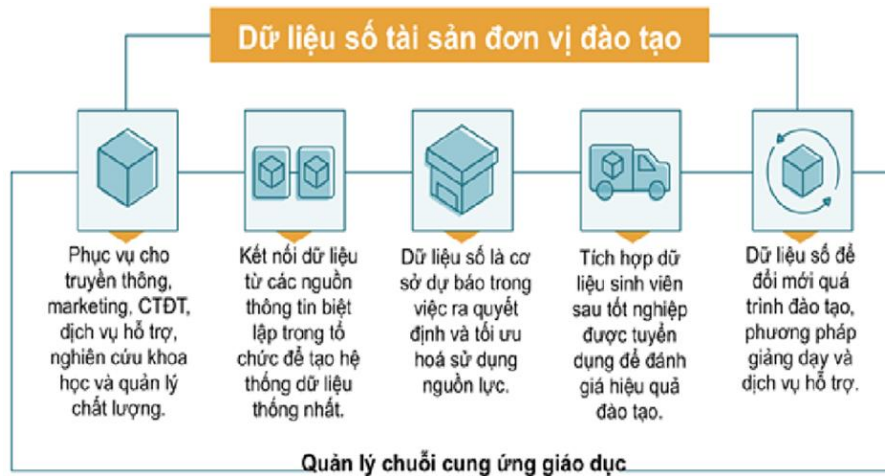 Dữ liệu số tài sản đơn vị đào tạo
Phục vụ cho
truyền thông,
marketing, CTĐT,
dịch vụ hỗ trợ,
nghiên cứu khoa
học và quản lý
chất lượng.
Kết nối dữ liệu
từ các nguồn
thông tin biệt
lập trong tổ
chức để tạo hệ
thống dữ liệu
thống nhất.
Dữ liệu số là cơ
sở dự báo trong
việc ra quyết
định và tối ưu
hoá sử dụng
nguồn lực.
Tích hợp dữ
liệu sinh viên
sau tốt nghiệp
được tuyển
dụng để đánh
giá hiệu quả
đào tạo.
Dữ liệu số để
đổi mới quá
trình đào tạo,
phương pháp
giảng dạy và
dịch vụ hỗ trợ.
Quản lý chuỗi cung ứng giáo dục